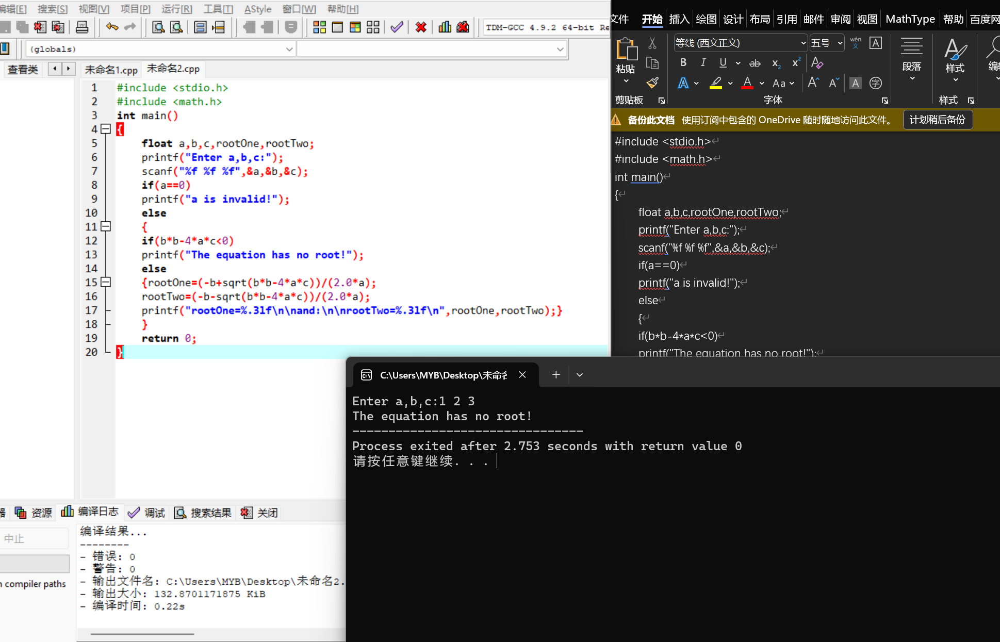 编辑[E] 搜索[S] 视图[V] 项目[P] 运行[R] 工具[T] AStyle 窗口[W] 帮助[H]
TDM-GCC 4.9.2 64-bit Re
(globals)
查看类 未命名1.cpp 未命名2.cpp
1 #include <stdio.h>
2 #include <math.h>
3 int main()
4 {
5 float a,b,c,rootOne,rootTwo;
6 printf("Enter a,b,c:");
7 scanf("%f %f %f",&a,&b,&c);
8 if(a==0)
9 printf("a is invalid!");
10 else
11 {
12 if(b*b-4*a*c<0)
13 printf("The equation has no root!");
14 else
15 {rootOne=(-b+sqrt(b*b-4*a*c))/(2.0*a);
16 rootTwo=(-b-sqrt(b*b-4*a*c))/(2.0*a);
17 printf("rootOne=%.3lf\n\nand:\n\nrootTwo=%.3lf\n",rootOne,rootTwo);}
18 }
19 return 0;
20 }
器 资源 编译日志 调试 搜索结果 关闭
中止
n compiler paths
编译结果...
--------
- 错误: 0
- 警告: 0
- 输出文件名: C:\Users\MYB\Desktop\未命名2.
- 输出大小: 132.8701171875 KiB
- 编译时间: 0.22s
文件 开始 插入 绘图 设计 布局 引用 邮件 审阅 视图 MathType 帮助 百度网
粘贴
剪贴板
等线 (西文正文) 五号 wén 文 A
B I U ab x₂ x² A
A A Aa A A A 字
字体
段落
样式
样式
编辑
备份此文档 使用订阅中包含的 OneDrive 随时随地访问此文件。 计划稍后备份
#include <stdio.h>↵
#include <math.h>↵
int main()↵
{↵
float a,b,c,rootOne,rootTwo;↵
printf("Enter a,b,c:");↵
scanf("%f %f %f",&a,&b,&c);↵
if(a==0)↵
printf("a is invalid!");↵
else↵
{↵
if(b*b-4*a*c<0)↵
printf("The equation has no root!");↵
C:\Users\MYB\Desktop\未命名
Enter a,b,c:1 2 3
The equation has no root!
--------------------------------
Process exited after 2.753 seconds with return value 0
请按任意键继续. . .